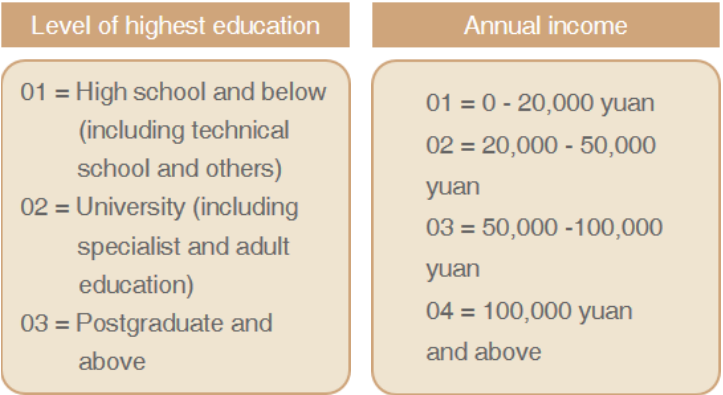 Level of highest education
01 = High school and below
(including technical
school and others)
02 = University (including
specialist and adult
education)
03 = Postgraduate and
above
Annual income
01 = 0 - 20,000 yuan
02 = 20,000 - 50,000
yuan
03 = 50,000 -100,000
yuan
04 = 100,000 yuan
and above